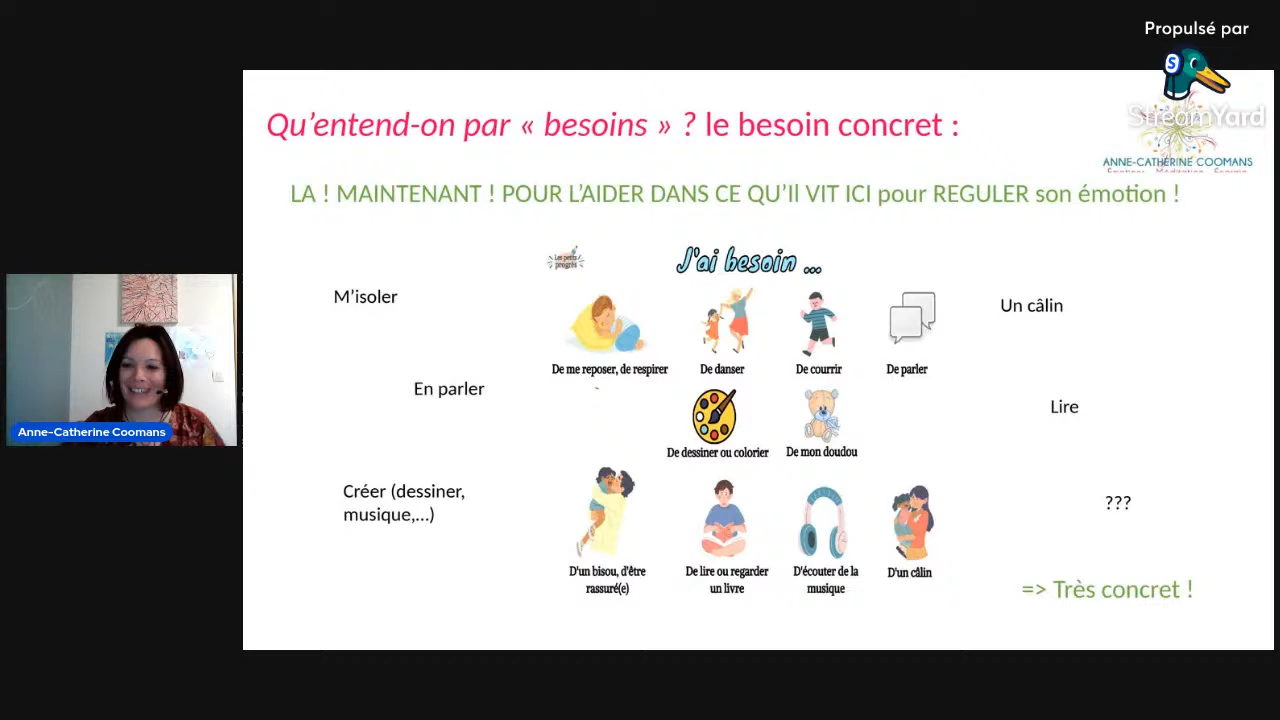 Propulsé par
StreamYard
Qu'entend-on par « besoins » ? le besoin concret :
ANNE-CATHERINE COOMANS
LA ! MAINTENANT ! POUR L'AIDER DANS CE QU'Il VIT ICI pour REGULER son émotion !
Les petits
progrès
J'ai besoin ...
M'isoler
Un câlin
De me reposer, de respirer
De danser
De courrir
De parler
En parler
Lire
De dessiner ou colorier
De mon doudou
Anne-Catherine Coomans
Créer (dessiner,
musique,...)
???
D'un bisou, d'être
rassuré(e)
De lire ou regarder
un livre
D'écouter de la
musique
D'un câlin
=> Très concret !